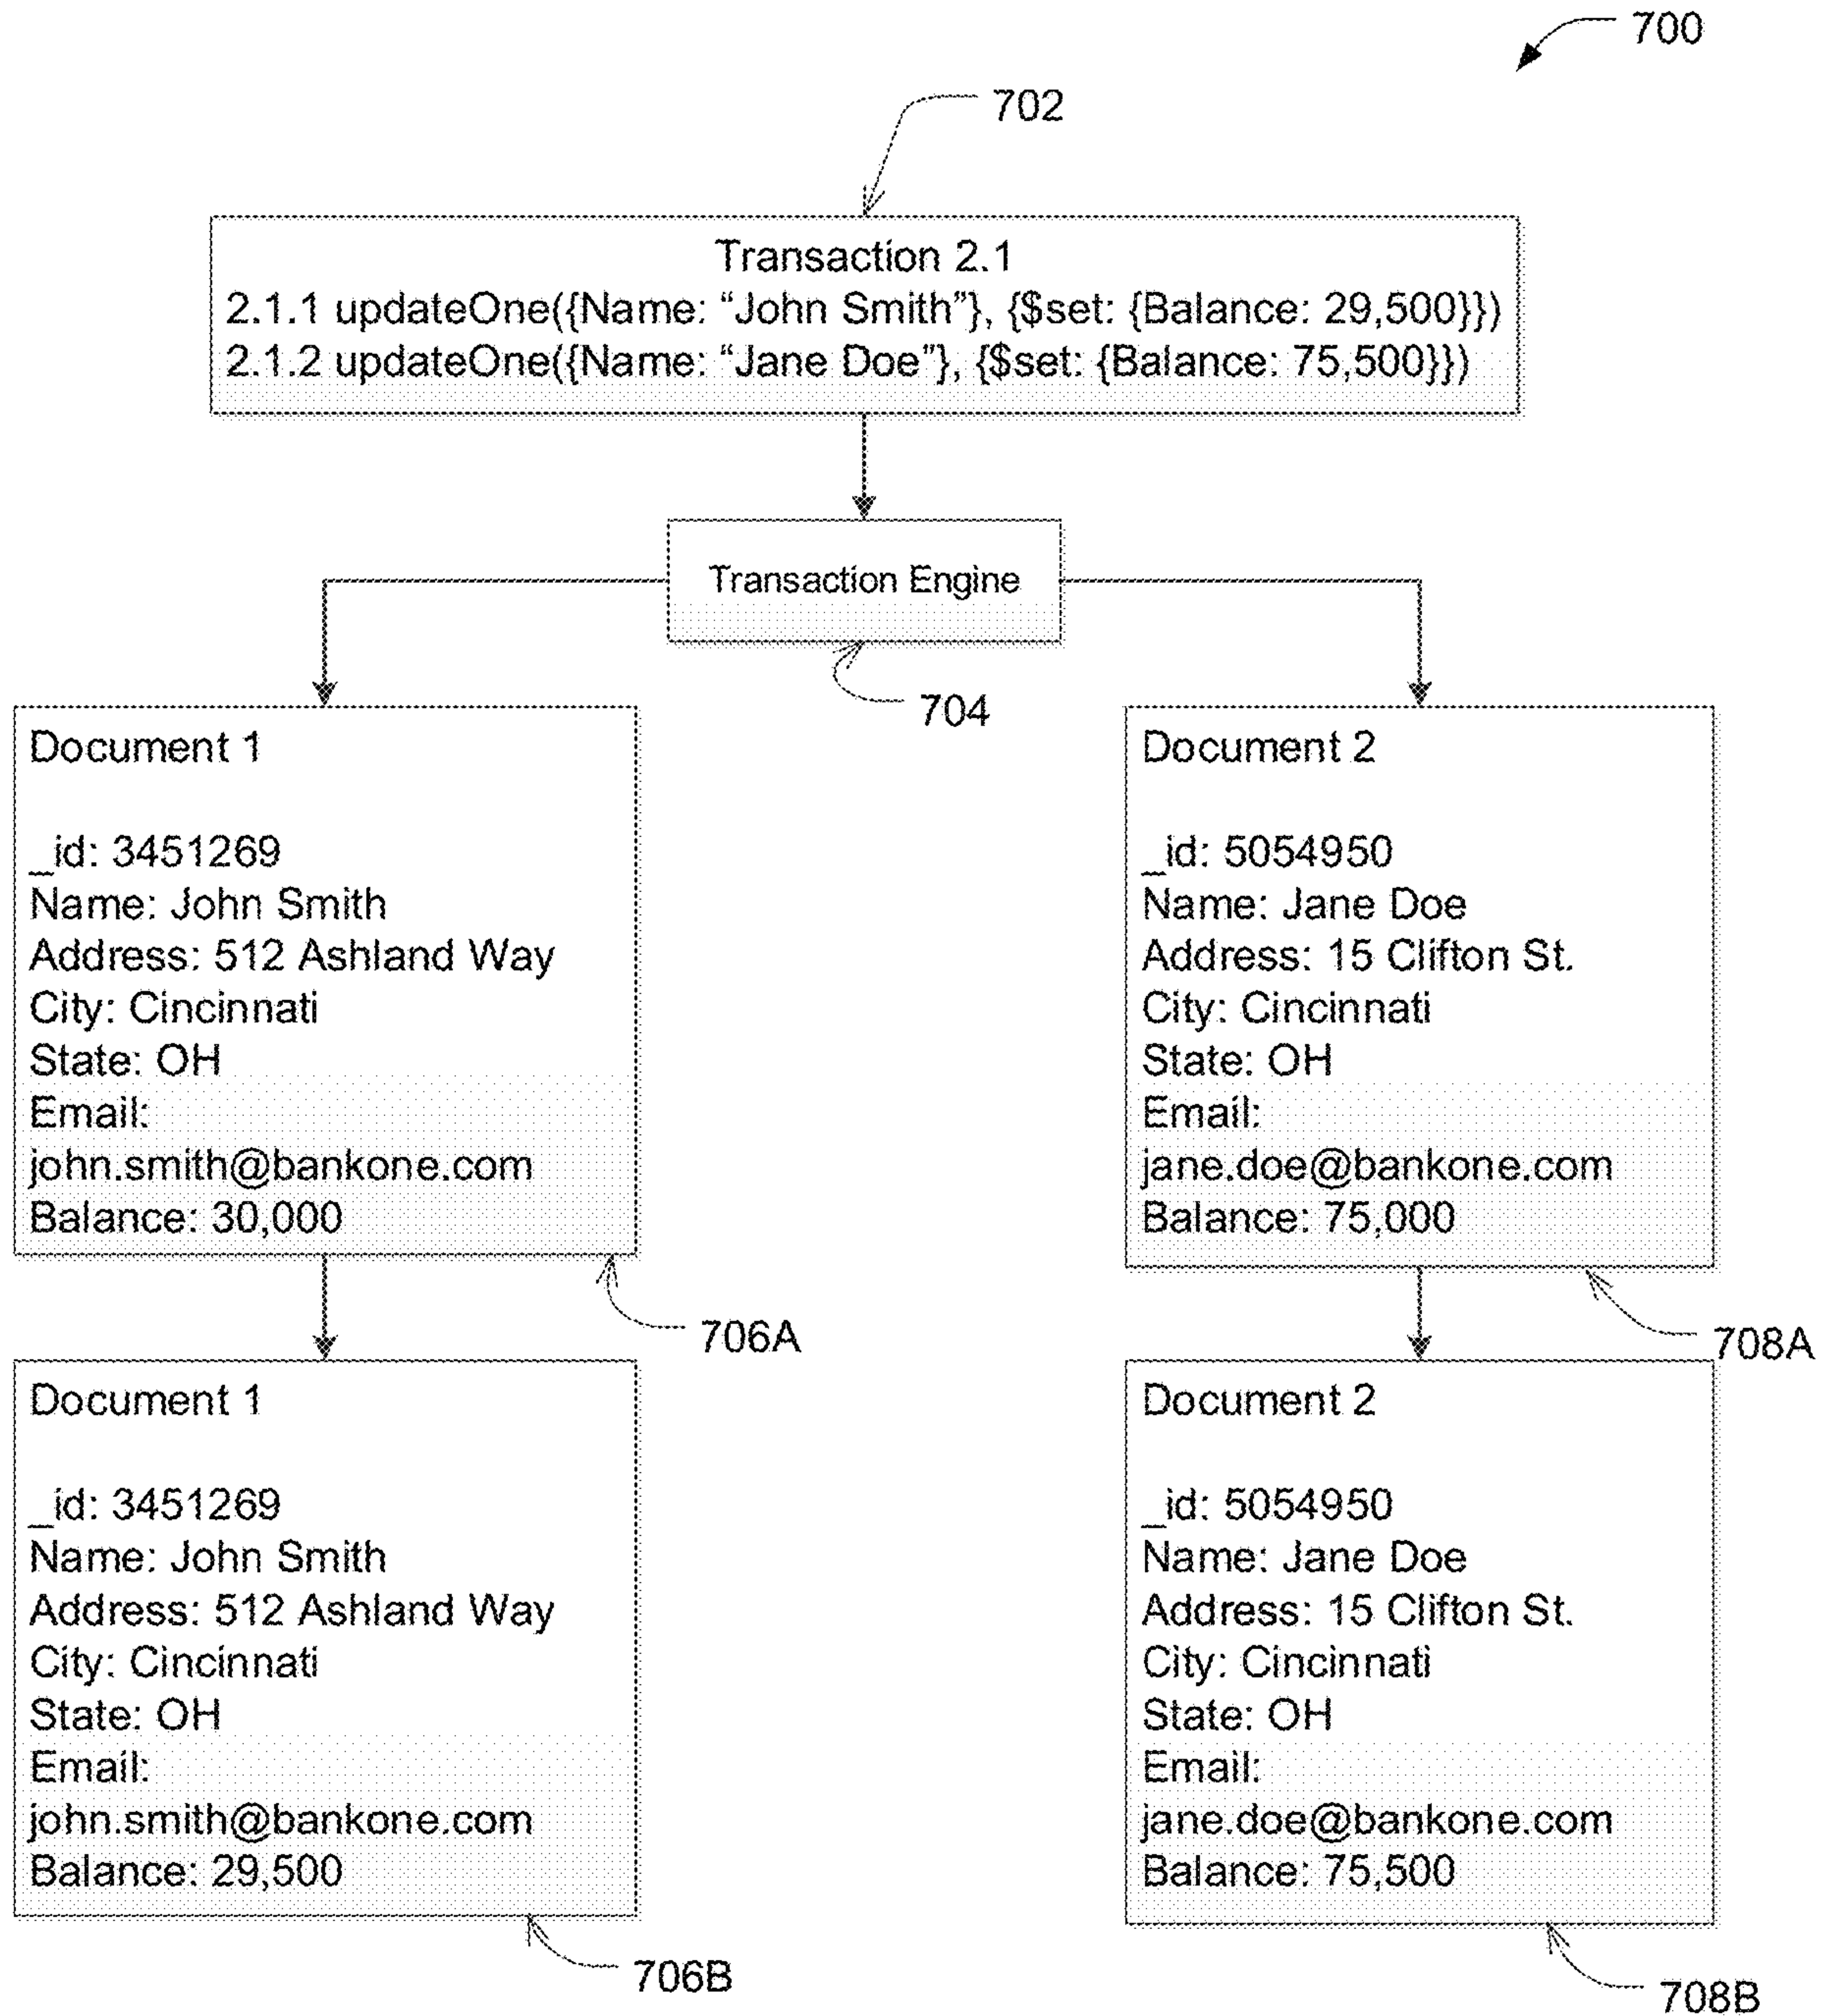 700
702
Transaction 2.1
2.1.1 updateOne({Name: “John Smith”}, {$set: {Balance: 29,500}})
2.1.2 updateOne({Name: “Jane Doe”}, {$set: {Balance: 75,500}})
Transaction Engine
704
Document 1
_id: 3451269
Name: John Smith
Address: 512 Ashland Way
City: Cincinnati
State: OH
Email:
john.smith@bankone.com
Balance: 30,000
706A
Document 2
_id: 5054950
Name: Jane Doe
Address: 15 Clifton St.
City: Cincinnati
State: OH
Email:
jane.doe@bankone.com
Balance: 75,000
708A
Document 1
_id: 3451269
Name: John Smith
Address: 512 Ashland Way
City: Cincinnati
State: OH
Email:
john.smith@bankone.com
Balance: 29,500
706B
Document 2
_id: 5054950
Name: Jane Doe
Address: 15 Clifton St.
City: Cincinnati
State: OH
Email:
jane.doe@bankone.com
Balance: 75,500
708B